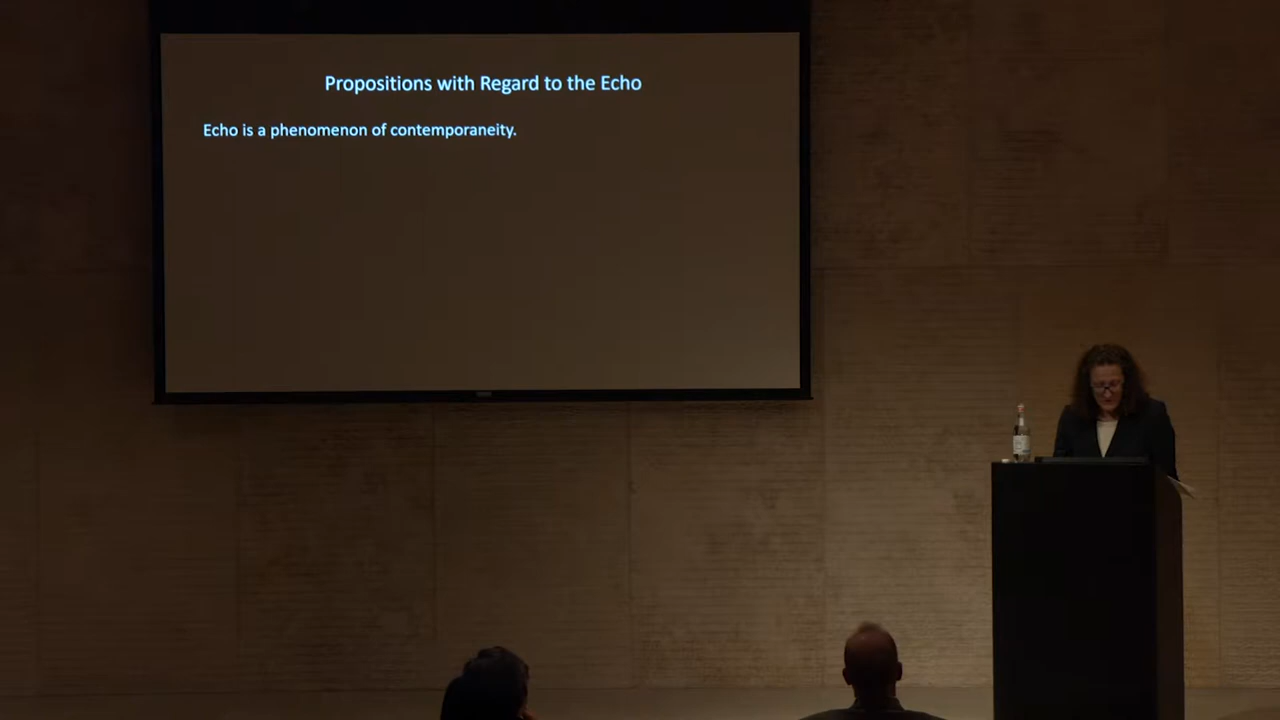 Propositions with Regard to the Echo
Echo is a phenomenon of contemporaneity.